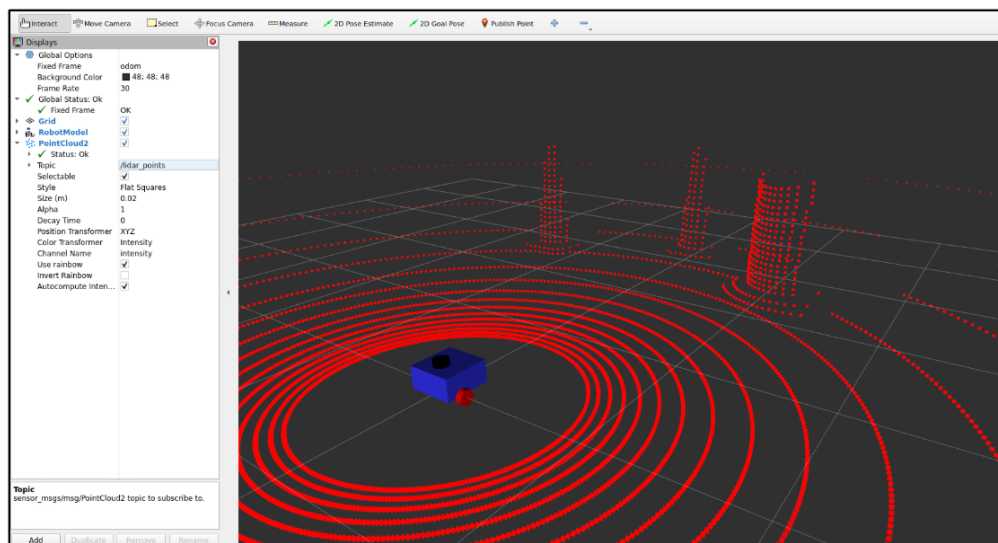 Interact Move Camera Select Focus Camera Measure 2D Pose Estimate 2D Goal Pose Publish Point
Displays
Global Options
Fixed Frame odom
Background Color 48; 48; 48
Frame Rate 30
Global Status: Ok
Fixed Frame OK
Grid
RobotModel
PointCloud2
Status: Ok
Topic /lidar_points
Selectable
Style Flat Squares
Size (m) 0.02
Alpha 1
Decay Time 0
Position Transformer XYZ
Color Transformer Intensity
Channel Name intensity
Use rainbow
Invert Rainbow
Autocompute Inten...
Topic
sensor_msgs/msg/PointCloud2 topic to subscribe to.
Add Duplicate Remove Rename